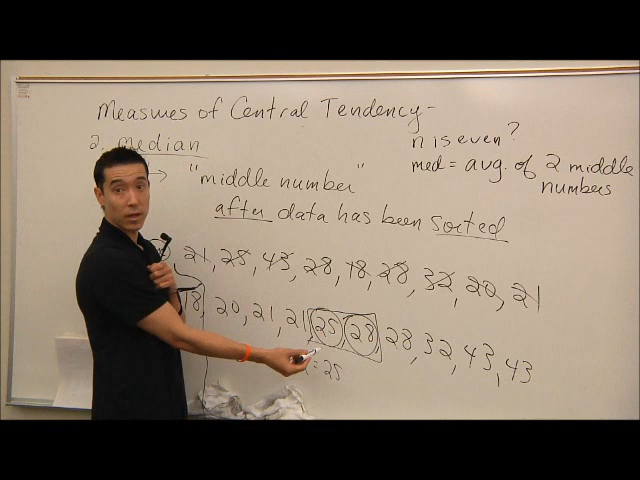 Measures of Central Tendency-
2. median
n is even?
med = avg. of 2 middle
numbers
→ "middle number"
after data has been sorted
21, 25, 43, 28, 18, 28, 32, 20, 21
18, 20, 21, 21, 25, 28, 28, 32, 43, 43
= 25